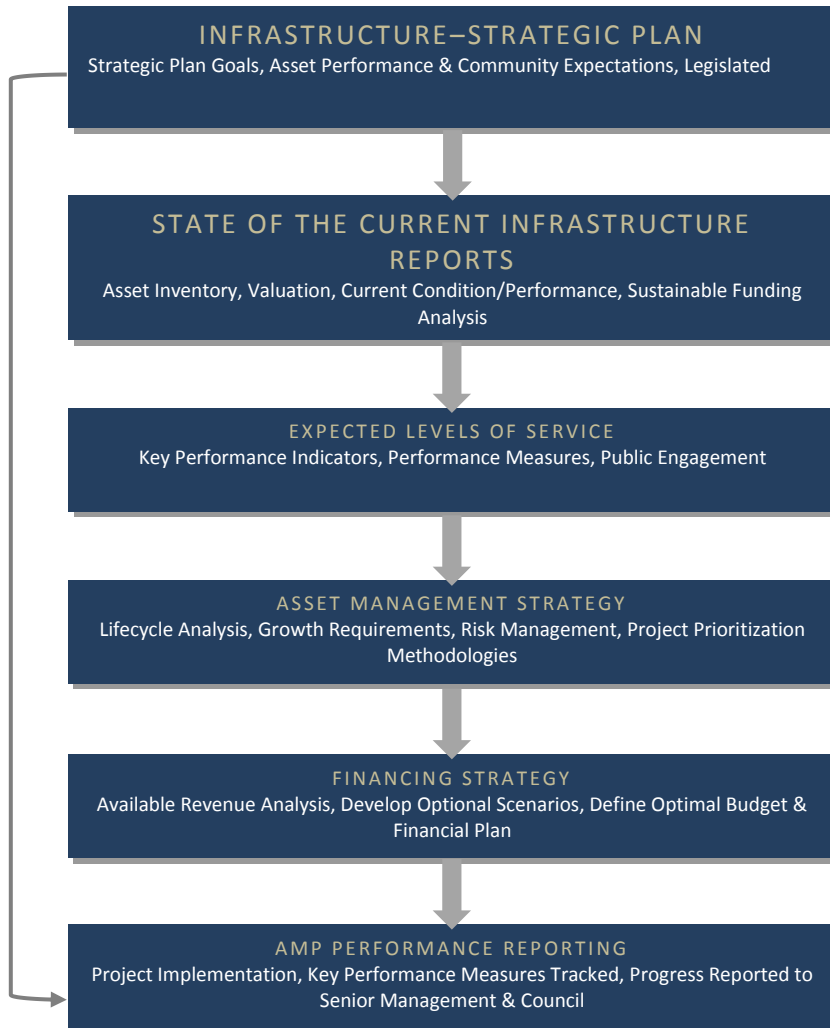 INFRASTRUCTURE–STRATEGIC PLAN
Strategic Plan Goals, Asset Performance & Community Expectations, Legislated
STATE OF THE CURRENT INFRASTRUCTURE
REPORTS
Asset Inventory, Valuation, Current Condition/Performance, Sustainable Funding
Analysis
EXPECTED LEVELS OF SERVICE
Key Performance Indicators, Performance Measures, Public Engagement
ASSET MANAGEMENT STRATEGY
Lifecycle Analysis, Growth Requirements, Risk Management, Project Prioritization
Methodologies
FINANCING STRATEGY
Available Revenue Analysis, Develop Optional Scenarios, Define Optimal Budget &
Financial Plan
AMP PERFORMANCE REPORTING
Project Implementation, Key Performance Measures Tracked, Progress Reported to
Senior Management & Council